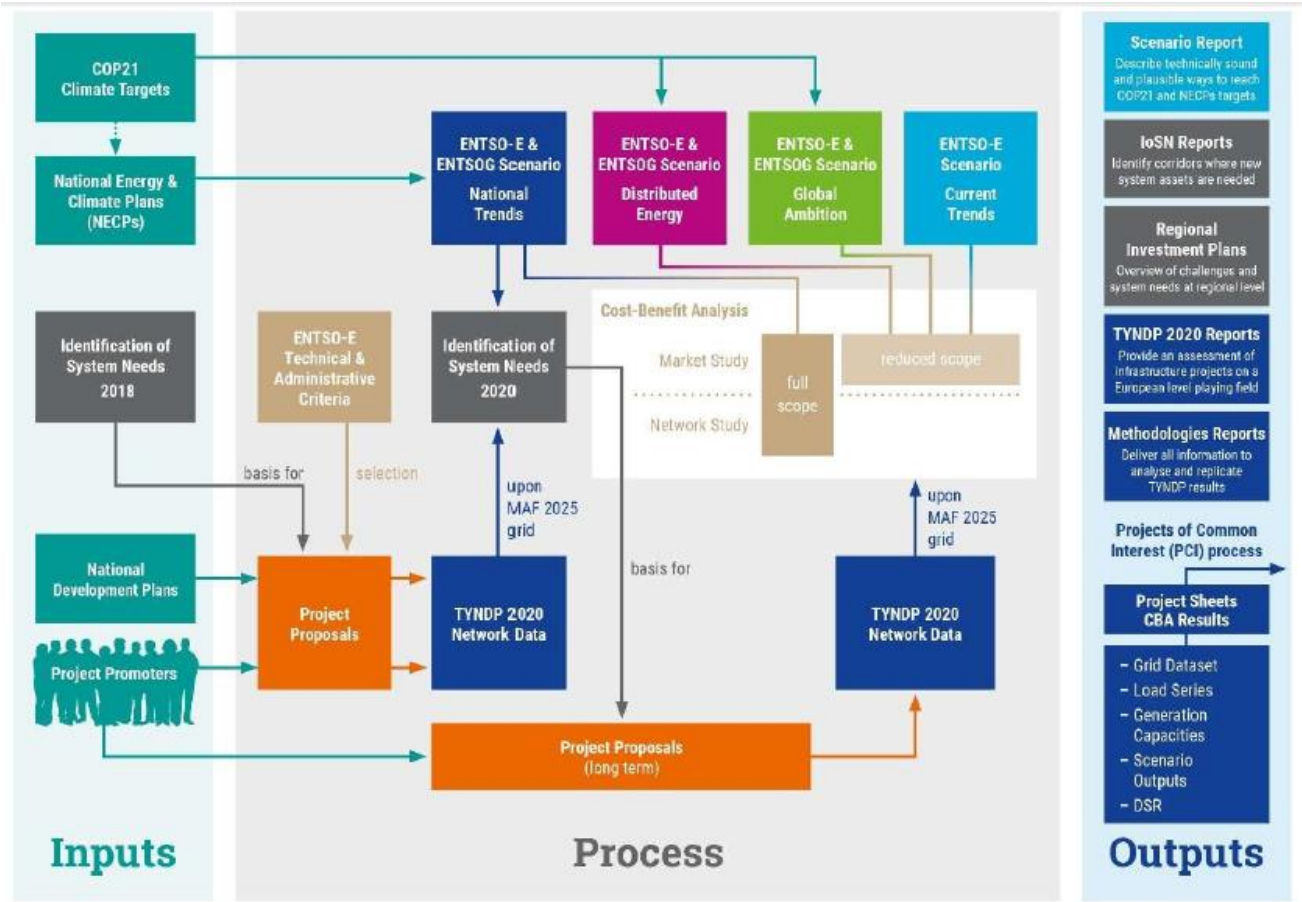 COP21
Climate Targets
National Energy &
Climate Plans
(NECPs)
Identification of
System Needs
2018
National
Development Plans
Project Promoters
Inputs
ENTSO-E &
ENTSOG Scenario
National
Trends
ENTSO-E &
ENTSOG Scenario
Distributed
Energy
ENTSO-E &
ENTSOG Scenario
Global
Ambition
ENTSO-E
Scenario
Current
Trends
ENTSO-E
Technical &
Administrative
Criteria
Identification of
System Needs
2020
Cost-Benefit Analysis
Market Study
Network Study
full
scope
reduced scope
basis for
selection
upon
MAF 2025
grid
basis for
upon
MAF 2025
grid
Project
Proposals
TYNDP 2020
Network Data
TYNDP 2020
Network Data
Project Proposals
(long term)
Process
Scenario Report
Describe technically sound
and plausible ways to reach
COP21 and NECPs targets
IoSN Reports
Identify corridors where new
system assets are needed
Regional
Investment Plans
Overview of challenges and
system needs at regional level
TYNDP 2020 Reports
Provide an assessment of
infrastructure projects on a
European level playing field
Methodologies Reports
Deliver all information to
analyse and replicate
TYNDP results
Projects of Common
Interest (PCI) process
Project Sheets
CBA Results
– Grid Dataset
– Load Series
– Generation
Capacities
– Scenario
Outputs
– DSR
Outputs